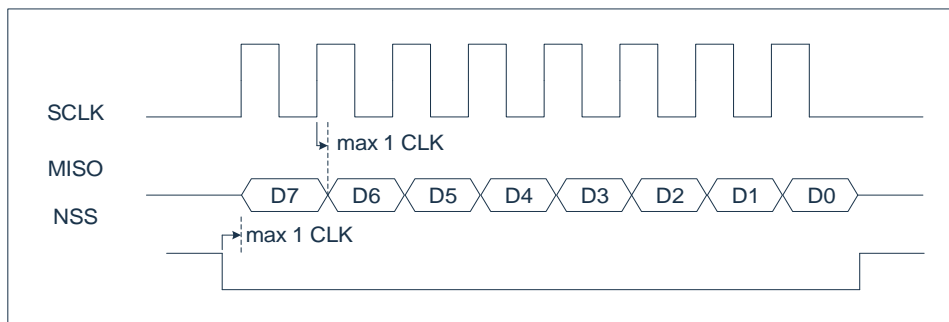 SCLK
max 1 CLK
MISO
D7 D6 D5 D4 D3 D2 D1 D0
NSS
max 1 CLK